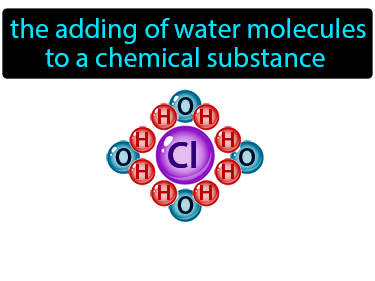 the adding of water molecules
to a chemical substance
O
H H
H H
O Cl O
H H
H H
O